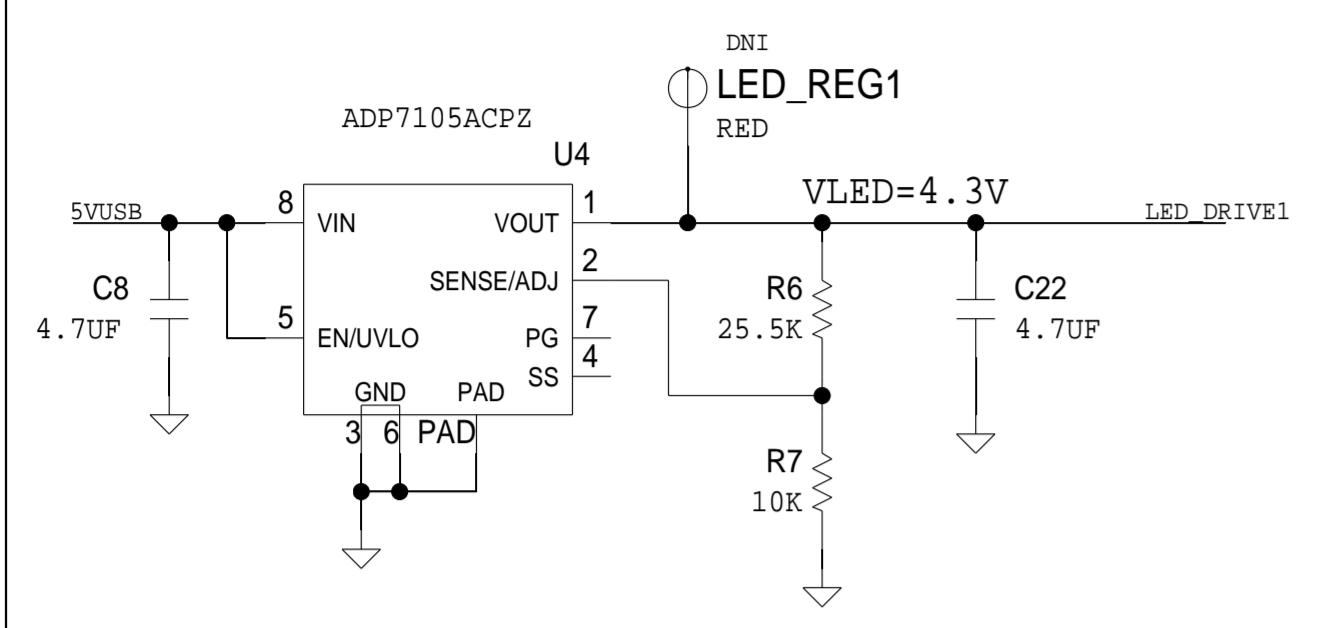 DNI
LED_REG1
RED
ADP7105ACPZ
U4
VLED=4.3V
5VUSB
8
VIN
VOUT
1
LED_DRIVE1
SENSE/ADJ
2
C8
4.7UF
R6
25.5K
C22
4.7UF
5
EN/UVLO
PG
7
SS
4
GND
PAD
3
6
PAD
R7
10K